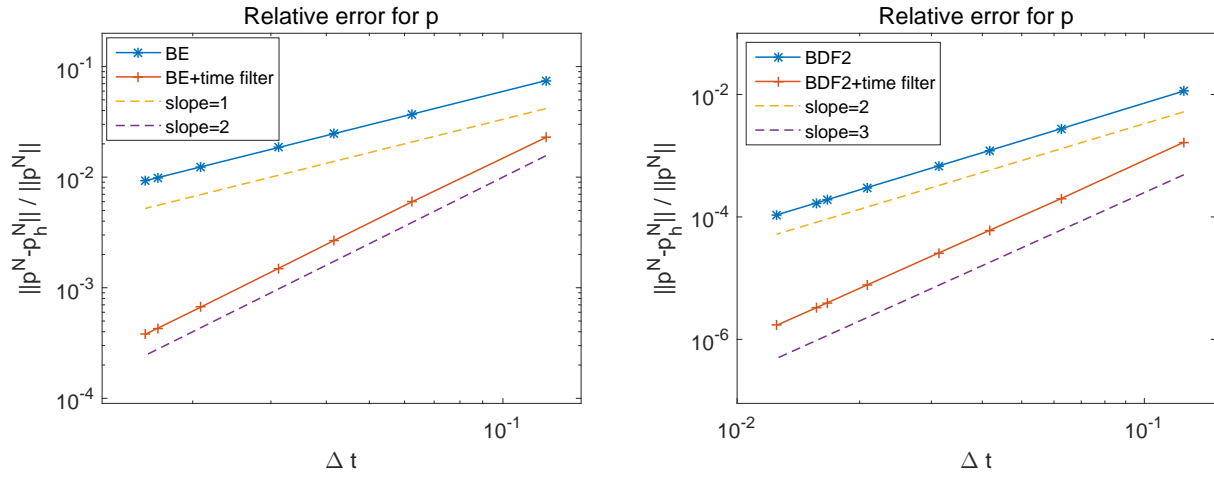 Relative error for p
BE
BE+time filter
slope=1
slope=2
10^-1
10^-2
10^-3
10^-4
10^-1
||p^N-p_h^N|| / ||p^N||
Δ t
Relative error for p
BDF2
BDF2+time filter
slope=2
slope=3
10^-2
10^-4
10^-6
10^-2
10^-1
||p^N-p_h^N|| / ||p^N||
Δ t